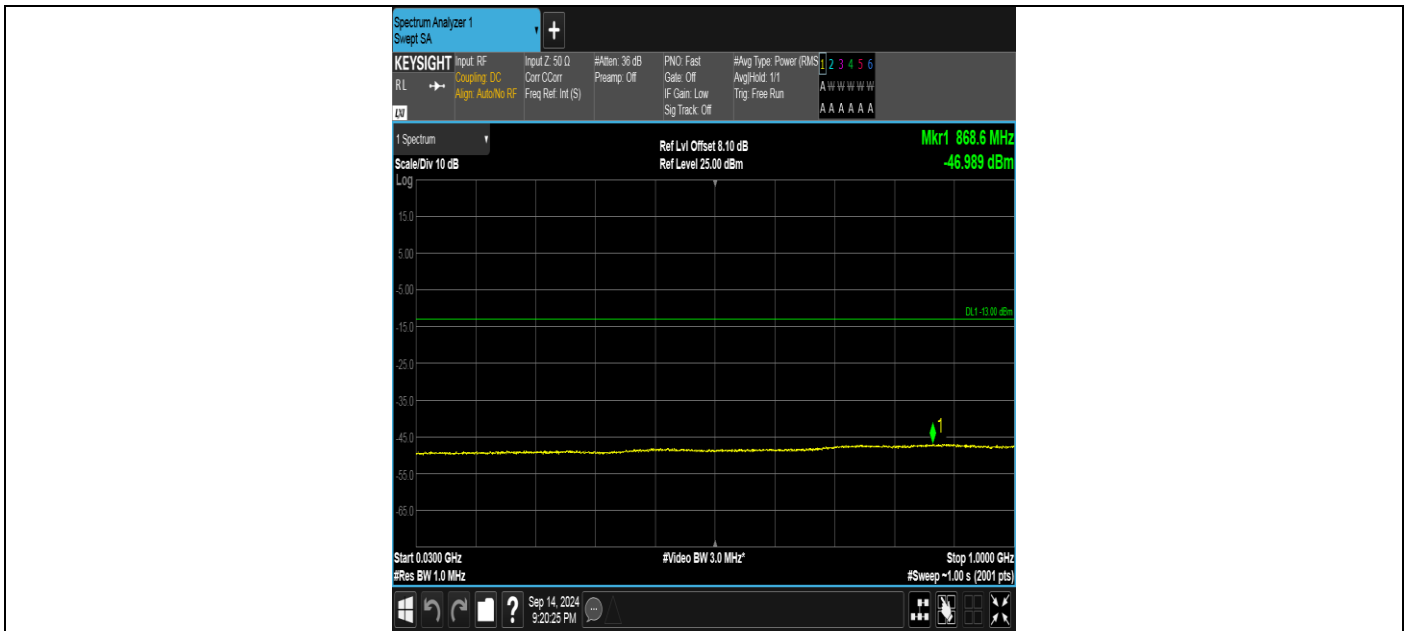 Spectrum Analyzer 1
Swept SA
+
KEYSIGHT
RL
LXI
Input: RF
Coupling: DC
Align: Auto/No RF
Input Z: 50 Ω
Corr CCorr
Freq Ref: Int (S)
#Atten: 36 dB
Preamp: Off
PNO: Fast
Gate: Off
IF Gain: Low
Sig Track: Off
#Avg Type: Power (RMS
Avg|Hold: 1/1
Trig: Free Run
1 2 3 4 5 6
A W W W W W
A A A A A A
1 Spectrum
Scale/Div 10 dB
Ref Lvl Offset 8.10 dB
Ref Level 25.00 dBm
Mkr1 868.6 MHz
-46.989 dBm
Log
15.0
5.00
-5.00
DL1 -13.00 dBm
-15.0
-25.0
-35.0
1
-45.0
-55.0
-65.0
Start 0.0300 GHz
#Video BW 3.0 MHz*
Stop 1.0000 GHz
#Res BW 1.0 MHz
#Sweep ~1.00 s (2001 pts)
?
Sep 14, 2024
9:20:25 PM